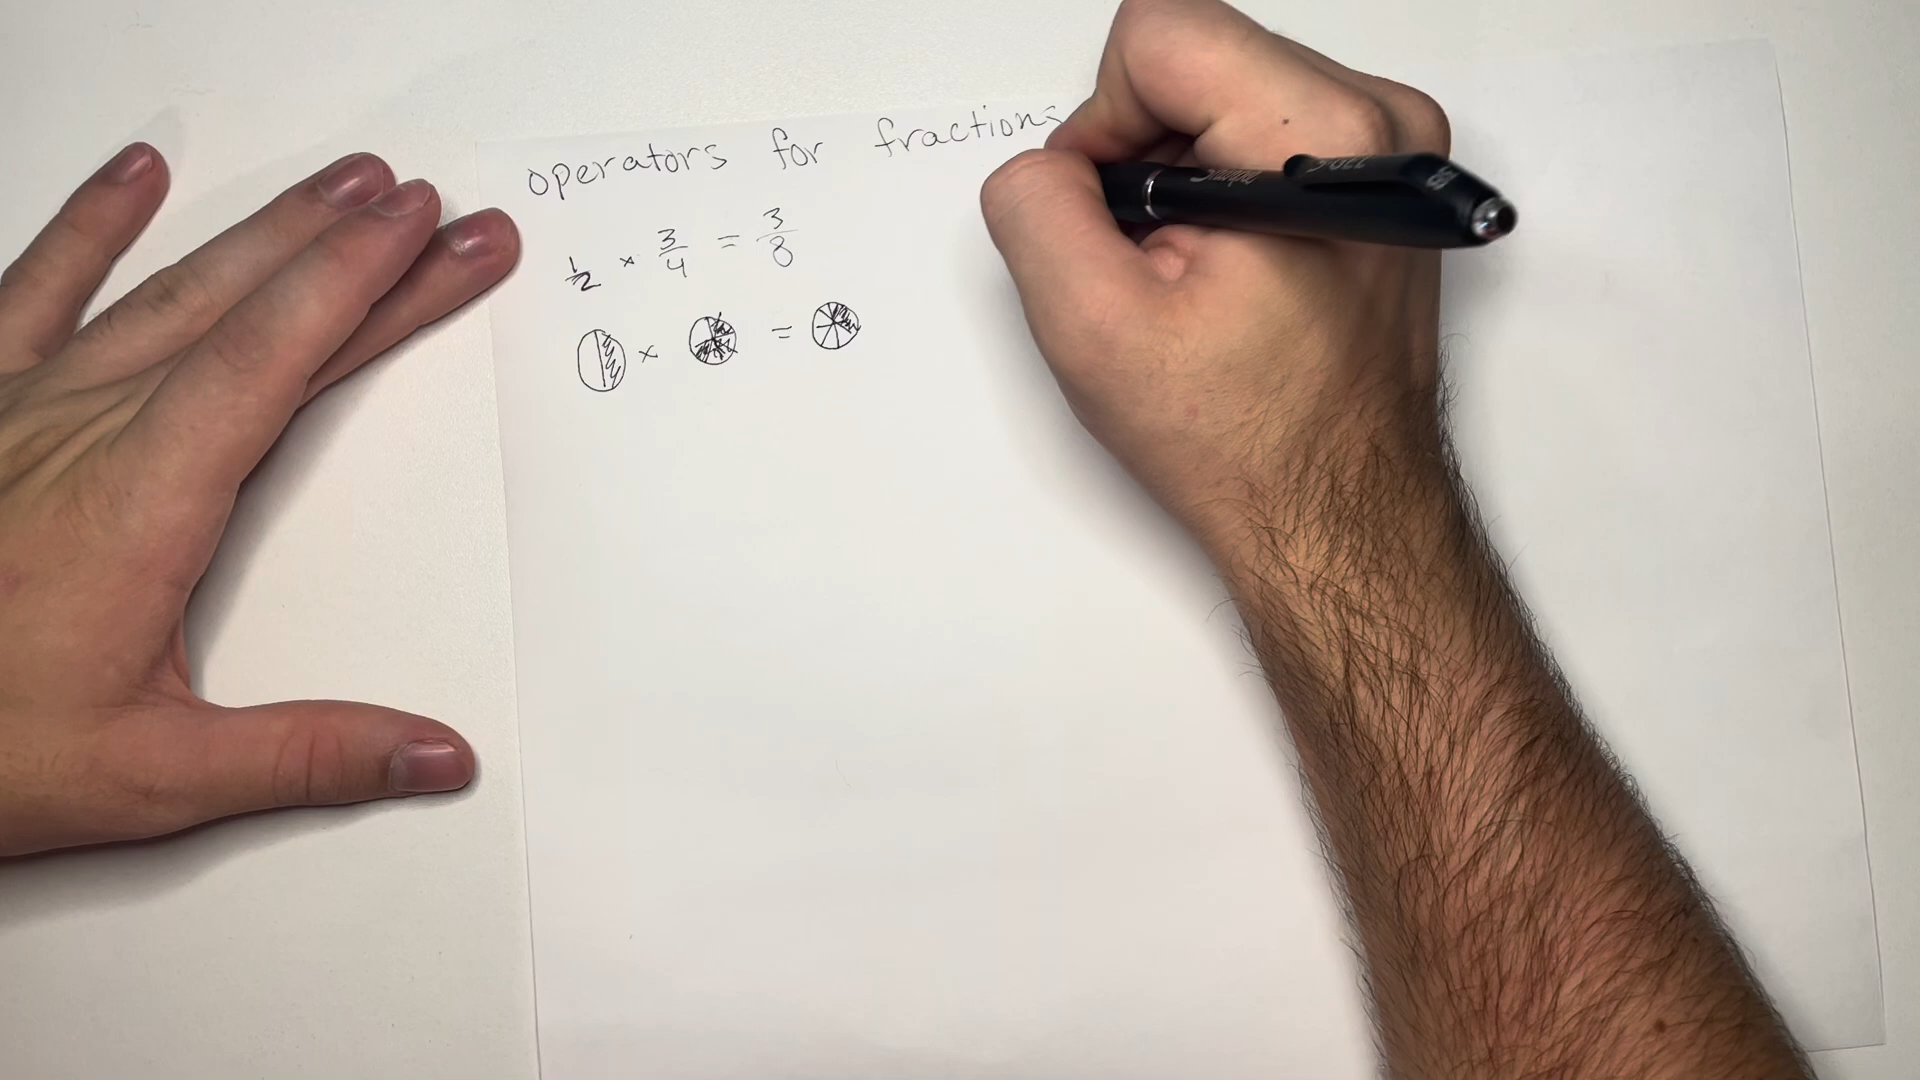 operators for fractions
1/2 × 3/4 = 3/8
× =